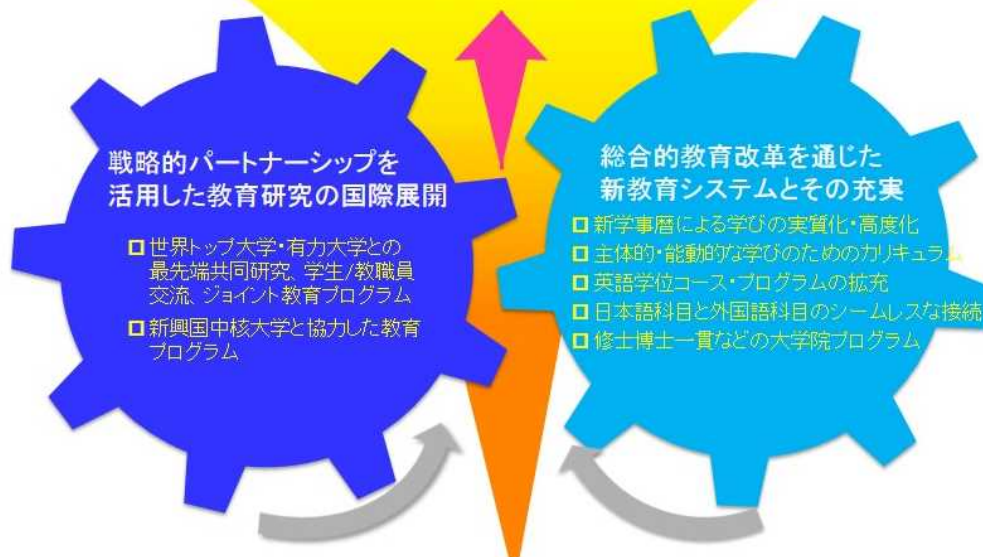 戦略的パートナーシップを
活用した教育研究の国際展開
世界トップ大学・有力大学との
最先端共同研究、学生/教職員
交流、ジョイント教育プログラム
新興国中核大学と協力した教育
プログラム
総合的教育改革を通じた
新教育システムとその充実
新学事暦による学びの実質化・高度化
主体的・能動的な学びのためのカリキュラム
英語学位コース・プログラムの拡充
日本語科目と外国語科目のシームレスな接続
修士博士一貫などの大学院プログラム